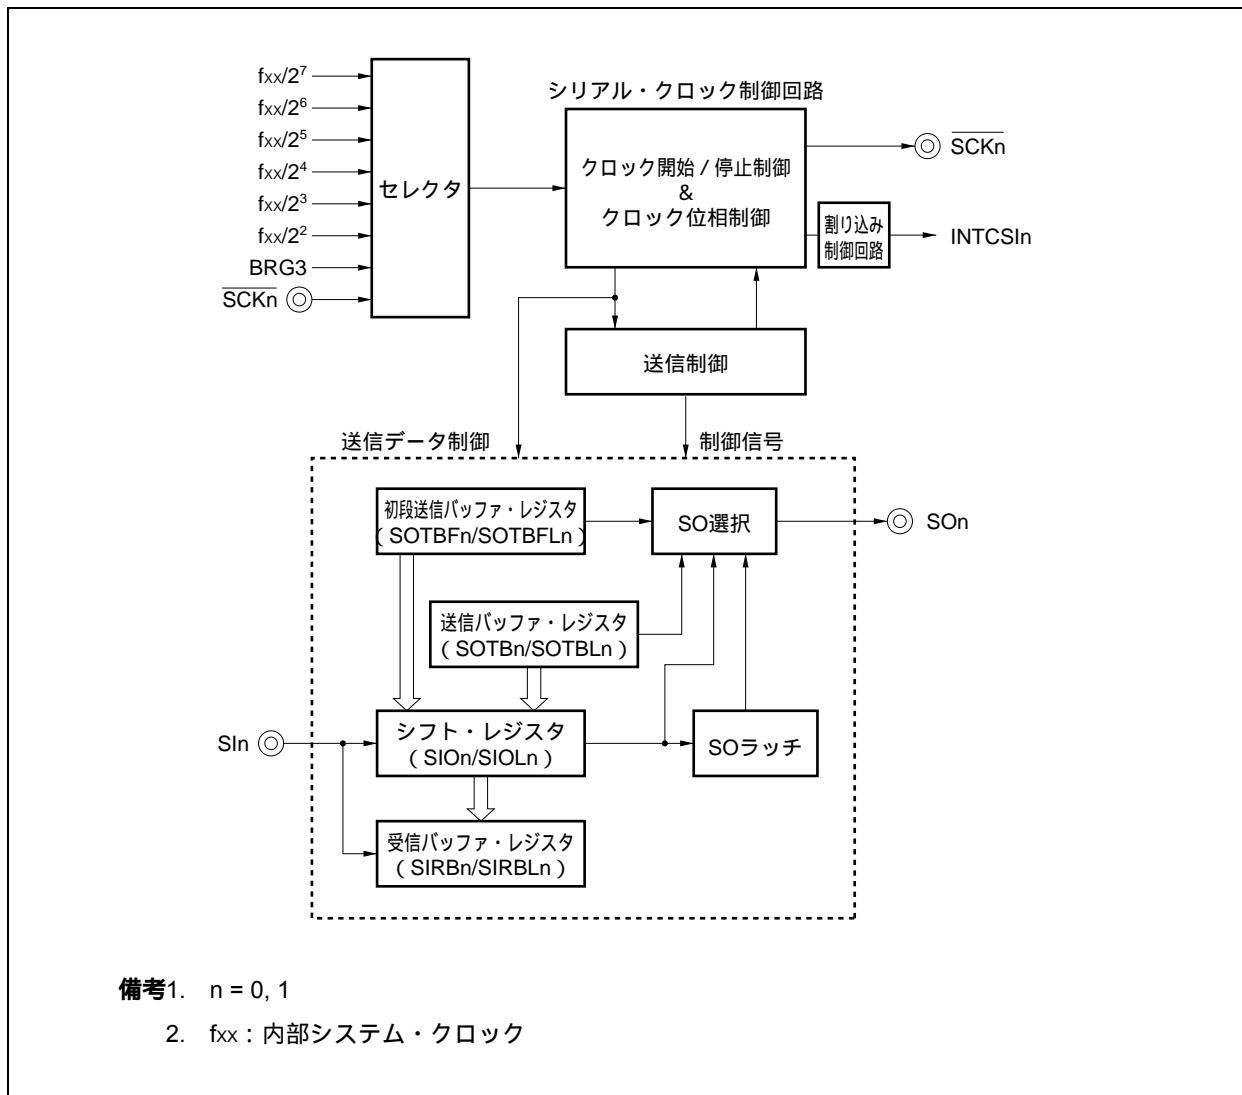 fxx/2⁷
fxx/2⁶
fxx/2⁵
fxx/2⁴
fxx/2³
fxx/2²
BRG3
S̅C̅K̅n̅
セレクタ
シリアル・クロック制御回路
クロック開始 / 停止制御
&
クロック位相制御
S̅C̅K̅n̅
割り込み
制御回路
INTCSIn
送信制御
送信データ制御
制御信号
初段送信バッファ・レジスタ
( SOTBFn/SOTBFLn )
SO選択
SOn
送信バッファ・レジスタ
( SOTBn/SOTBLn )
SIn
シフト・レジスタ
( SIOn/SIOLn )
SOラッチ
受信バッファ・レジスタ
( SIRBn/SIRBLn )
備考1. n = 0, 1
2. fxx : 内部システム・クロック